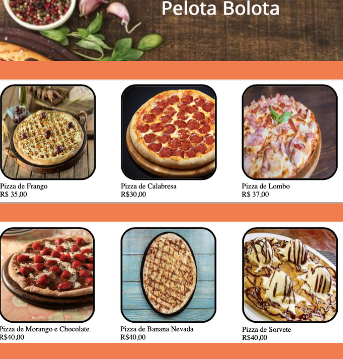 Pelota Bolota
Pizza de Frango
R$ 35,00
Pizza de Calabresa
R$30,00
Pizza de Lombo
R$ 37,00
Pizza de Morango e Chocolate
R$40,00
Pizza de Banana Nevada
R$40,00
Pizza de Sorvete
R$40,00